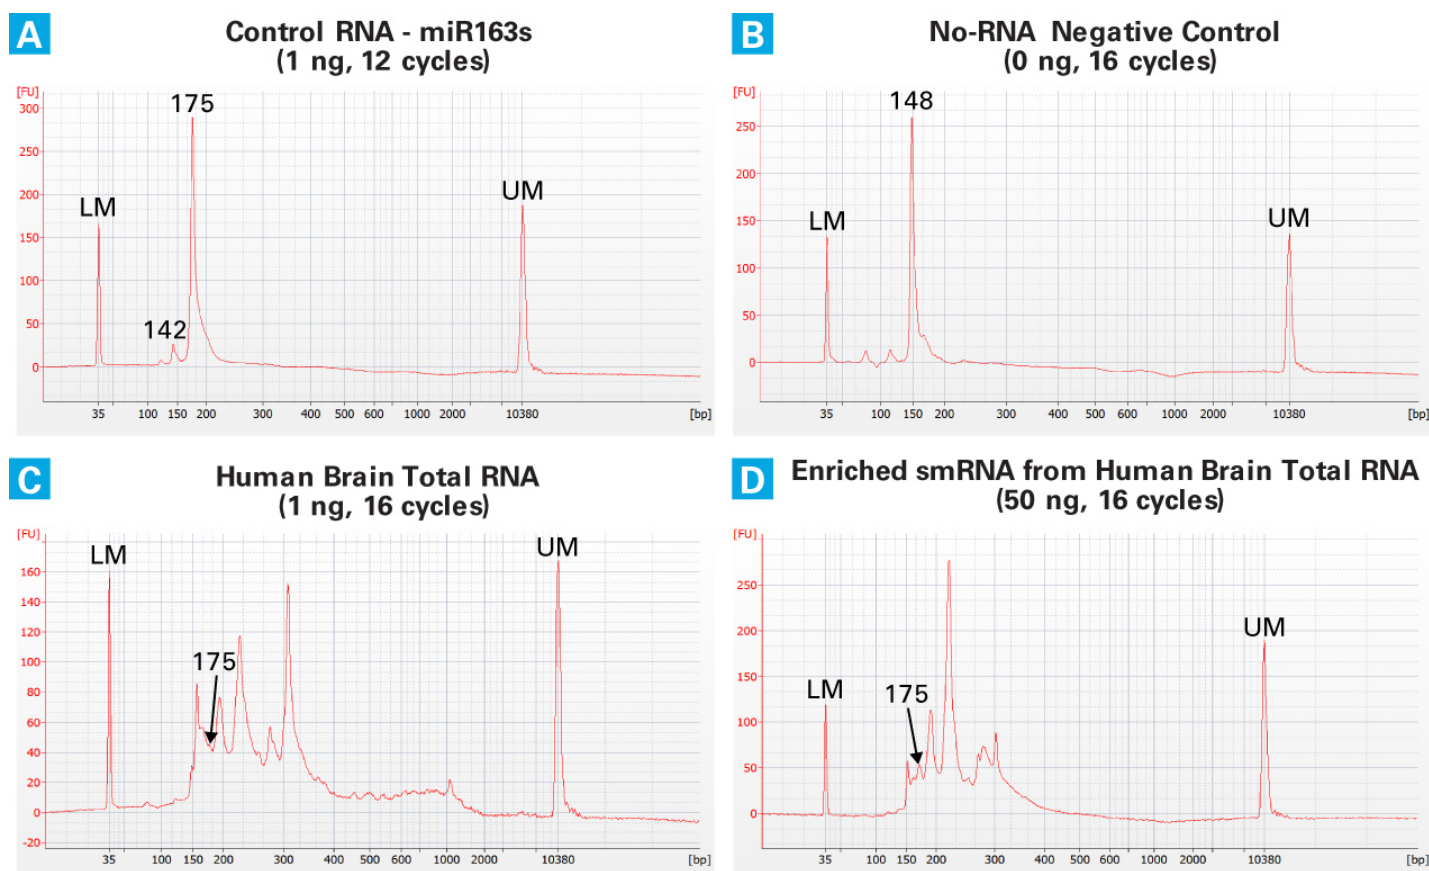 A
Control RNA - miR163s
(1 ng, 12 cycles)
[FU]
300
250
200
150
100
50
0
LM
142
175
UM
35 100 150 200 300 400 500 600 1000 2000 10380 [bp]
B
No-RNA Negative Control
(0 ng, 16 cycles)
[FU]
250
200
150
100
50
0
LM
148
UM
35 100 150 200 300 400 500 600 1000 2000 10380 [bp]
C
Human Brain Total RNA
(1 ng, 16 cycles)
[FU]
160
140
120
100
80
60
40
20
0
-20
LM
175
UM
35 100 150 200 300 400 600 1000 2000 10380 [bp]
D
Enriched smRNA from Human Brain Total RNA
(50 ng, 16 cycles)
[FU]
250
200
150
100
50
0
LM
175
UM
35 100 150 200 300 400 500 600 1000 2000 10380 [bp]